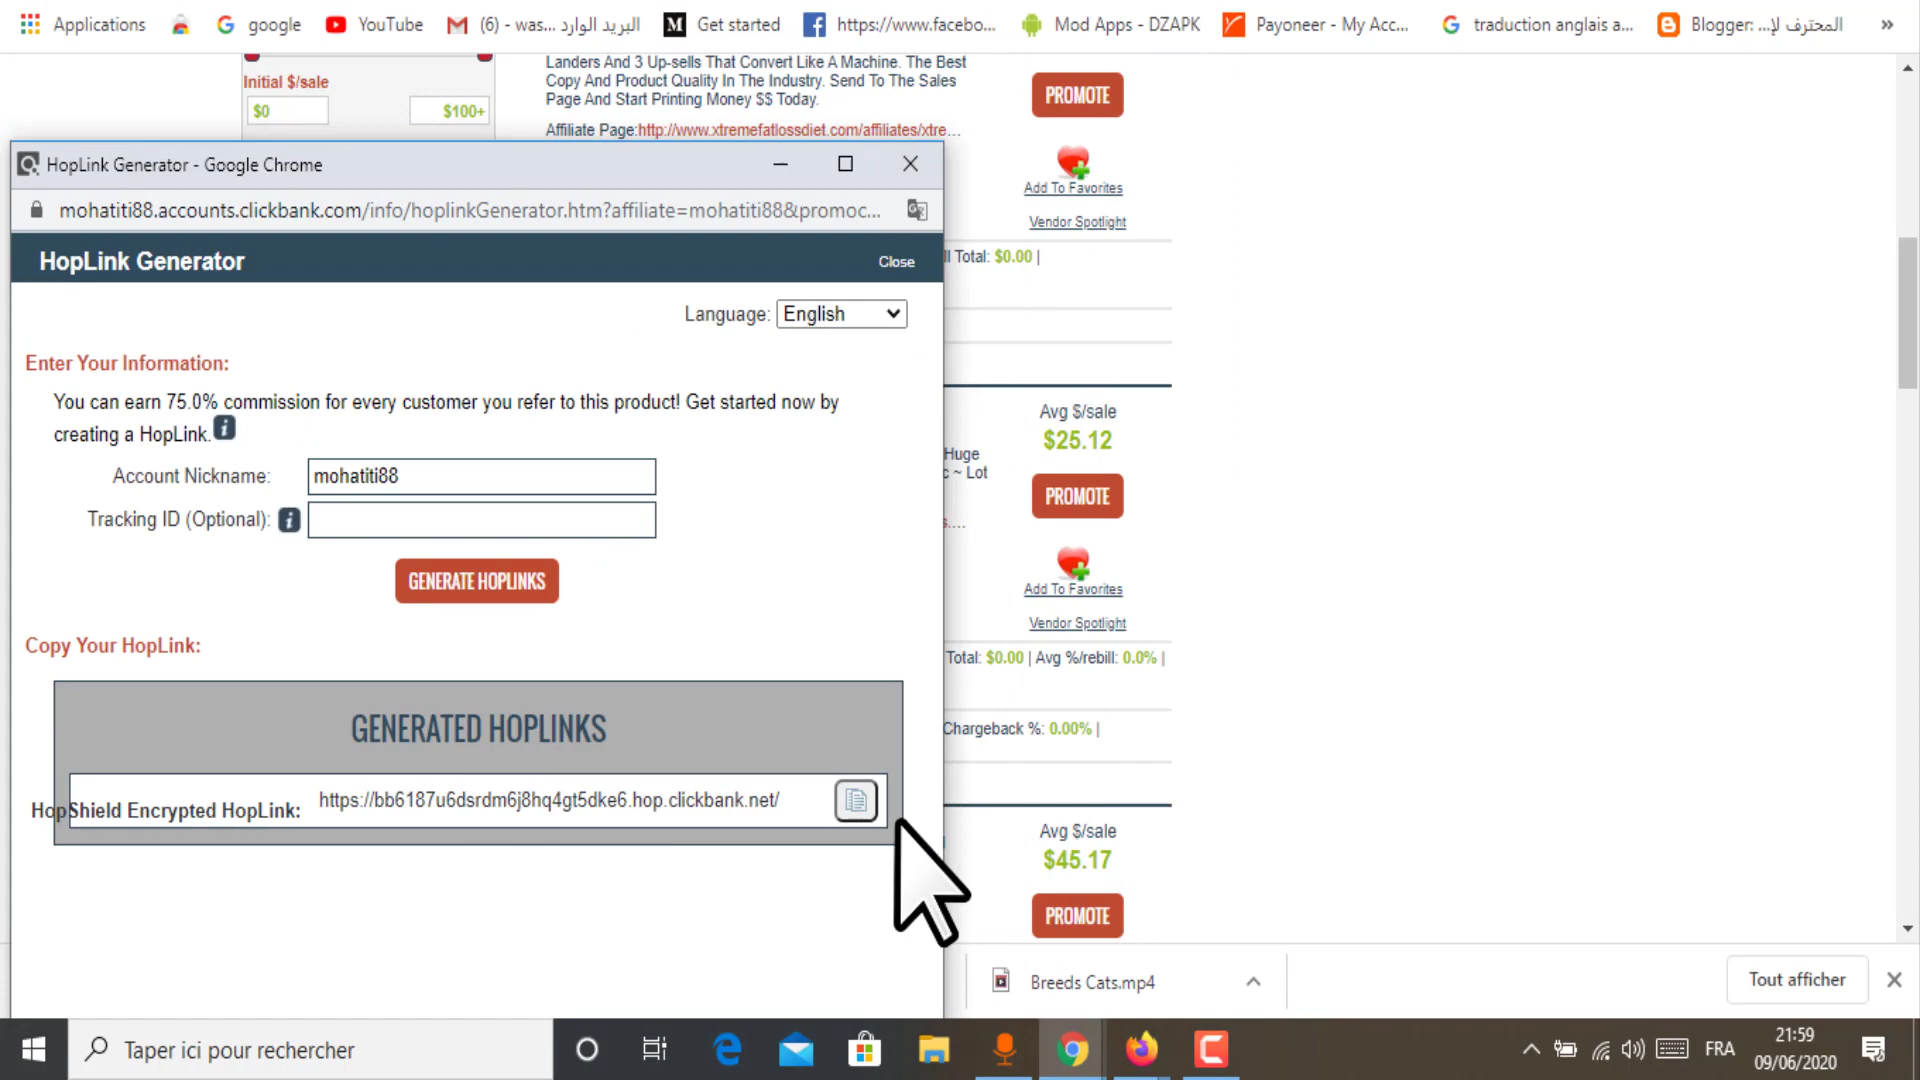 Applications
google
YouTube
(6) - was... البريد الوارد
Get started
https://www.facebo...
Mod Apps - DZAPK
Payoneer - My Acc...
traduction anglais a...
Blogger: ...المحترف لإ
»
Initial $/sale
$0
$100+
Landers And 3 Up-sells That Convert Like A Machine. The Best
Copy And Product Quality In The Industry. Send To The Sales
Page And Start Printing Money $$ Today.
Affiliate Page:http://www.xtremefatlossdiet.com/affiliates/xtre...
PROMOTE
Add To Favorites
Vendor Spotlight
ll Total: $0.00 |
HopLink Generator - Google Chrome
mohatiti88.accounts.clickbank.com/info/hoplinkGenerator.htm?affiliate=mohatiti88&promoc...
HopLink Generator
Close
Language: English
Enter Your Information:
You can earn 75.0% commission for every customer you refer to this product! Get started now by
creating a HopLink.
Account Nickname: mohatiti88
Tracking ID (Optional):
GENERATE HOPLINKS
Copy Your HopLink:
GENERATED HOPLINKS
HopShield Encrypted HopLink: https://bb6187u6dsrdm6j8hq4gt5dke6.hop.clickbank.net/
Avg $/sale
$25.12
Huge
c ~ Lot
PROMOTE
s....
Add To Favorites
Vendor Spotlight
Total: $0.00 | Avg %/rebill: 0.0% |
Chargeback %: 0.00% |
Avg $/sale
$45.17
PROMOTE
Breeds Cats.mp4
Tout afficher
Taper ici pour rechercher
FRA
21:59
09/06/2020